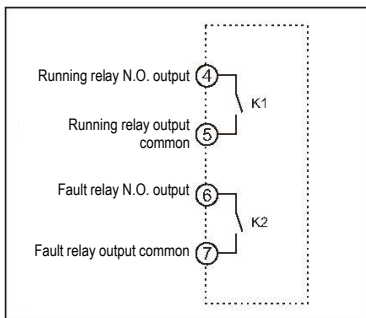 Running relay N.O. output 4
K1
Running relay output
common 5
Fault relay N.O. output 6
K2
Fault relay output common 7